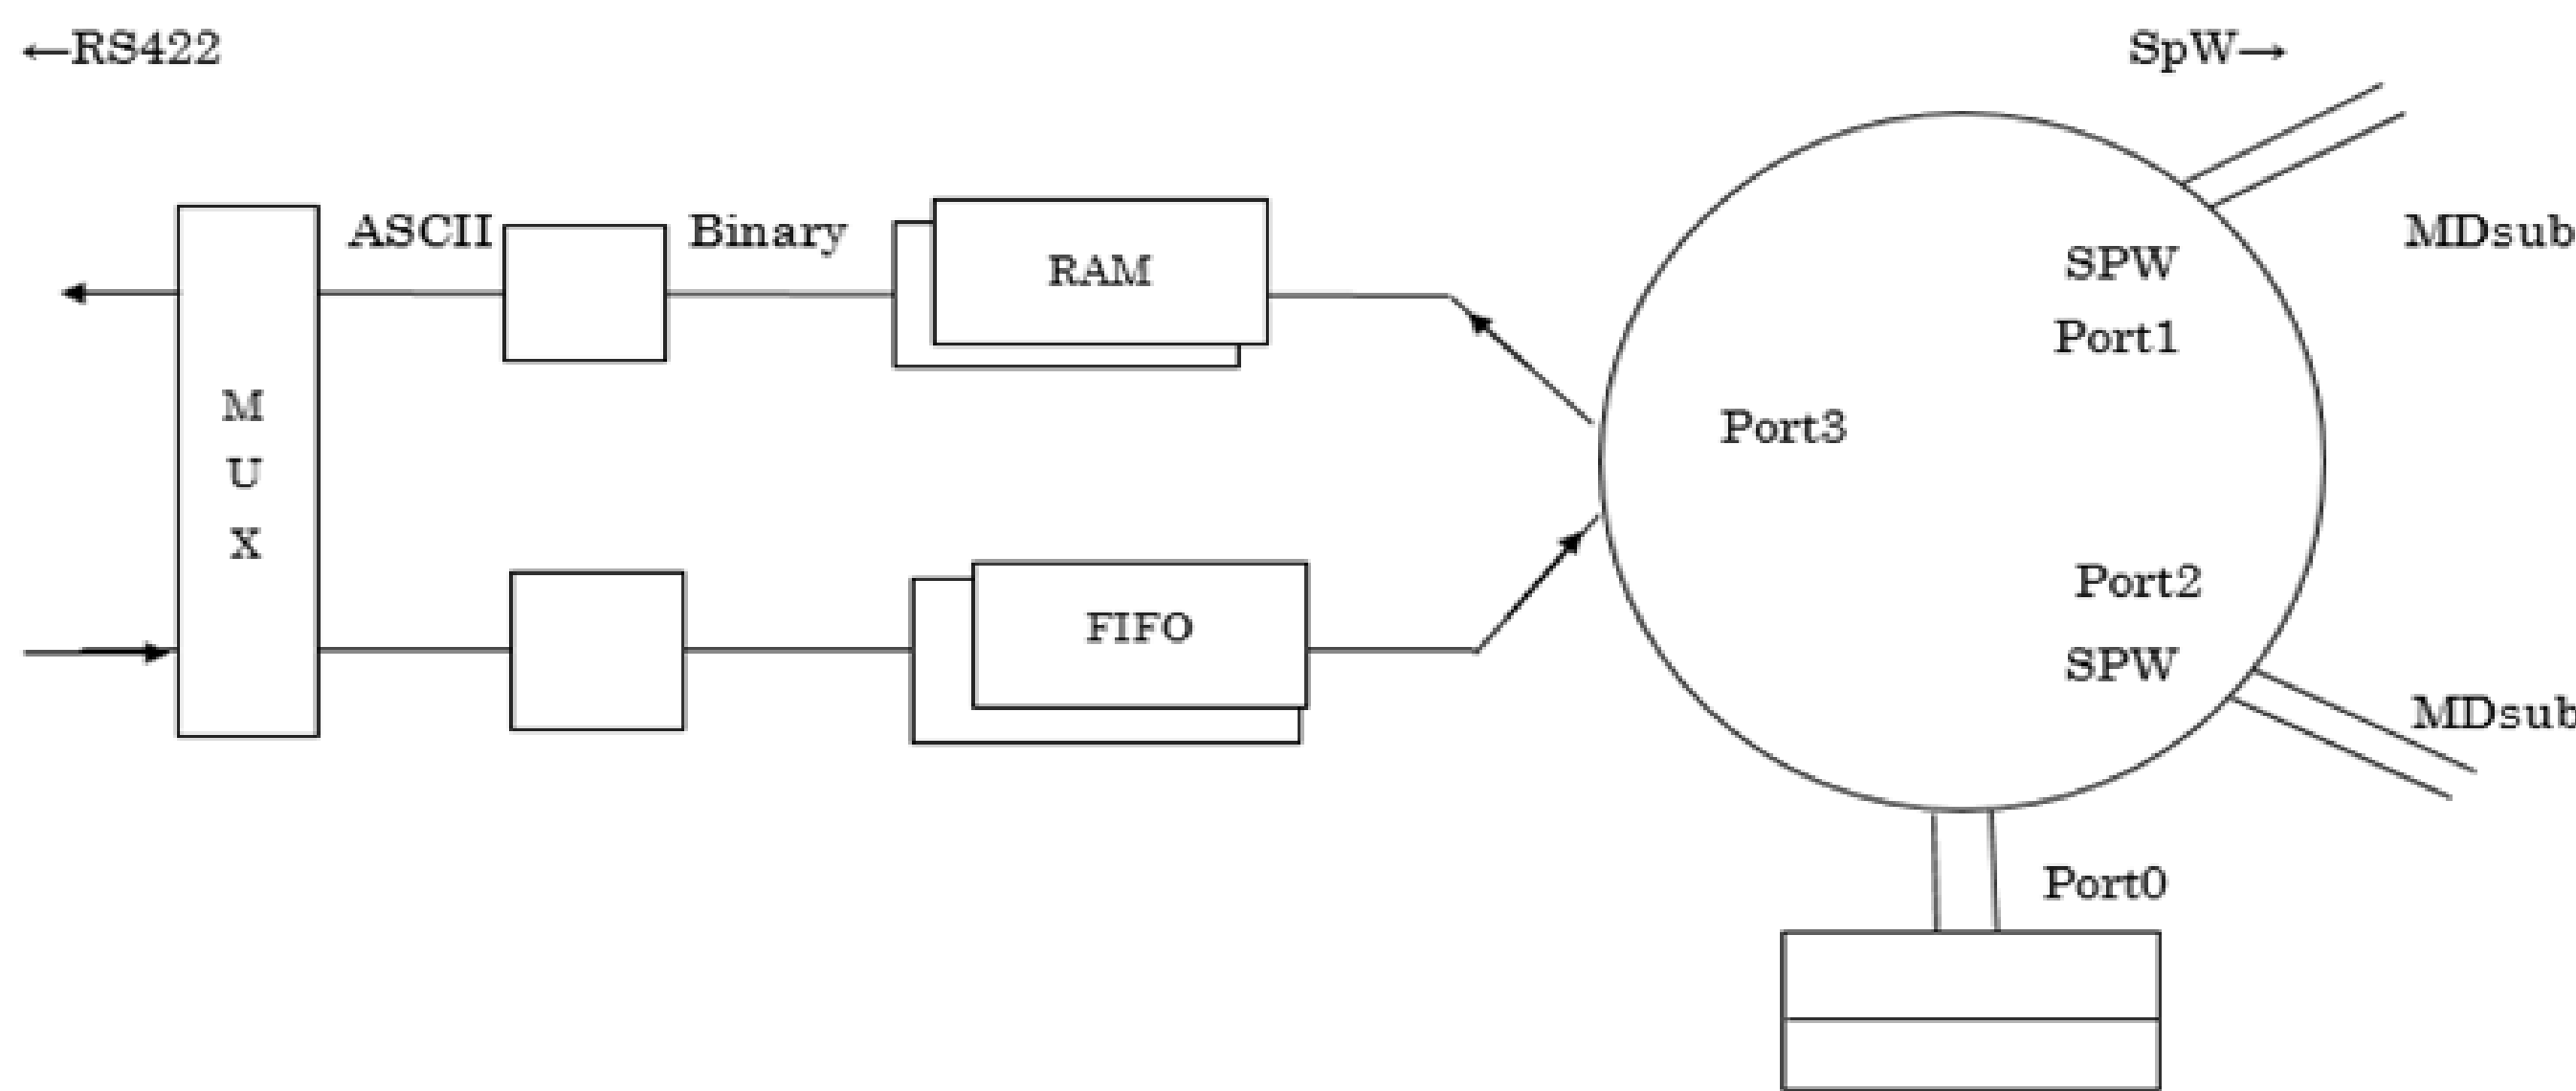 ←RS422
SpW→
ASCII
Binary
RAM
MDsub
SPW
Port1
M
U
X
Port3
FIFO
Port2
SPW
MDsub
Port0